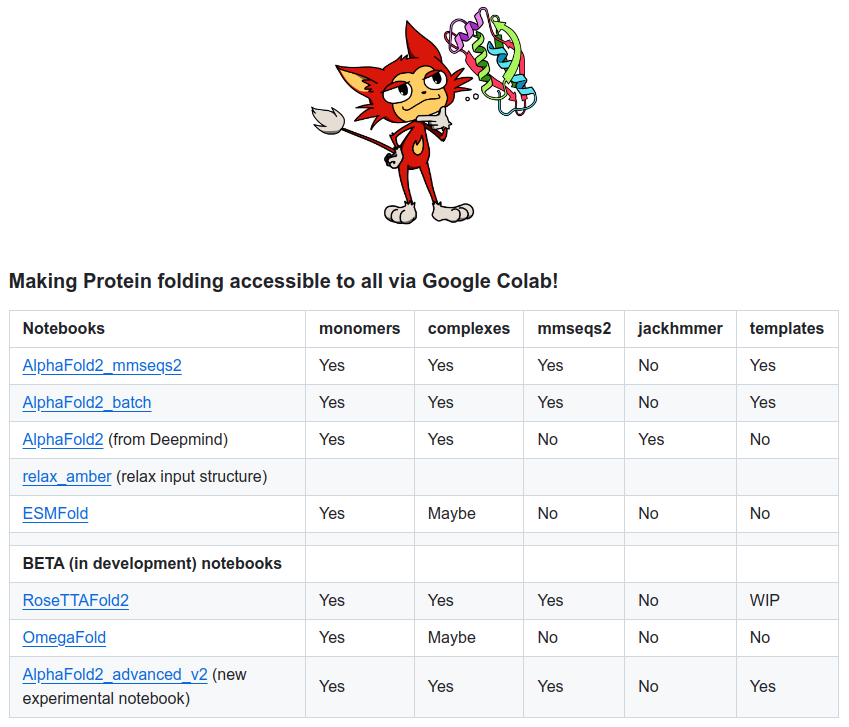 Making Protein folding accessible to all via Google Colab!
Notebooks monomers complexes mmseqs2 jackhmmer templates
AlphaFold2_mmseqs2 Yes Yes Yes No Yes
AlphaFold2_batch Yes Yes Yes No Yes
AlphaFold2 (from Deepmind) Yes Yes No Yes No
relax_amber (relax input structure)
ESMFold Yes Maybe No No No
BETA (in development) notebooks
RoseTTAFold2 Yes Yes Yes No WIP
OmegaFold Yes Maybe No No No
AlphaFold2_advanced_v2 (new
experimental notebook) Yes Yes Yes No Yes